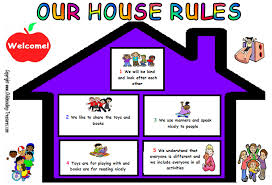 OUR HOUSE RULES
Welcome!
1 We will be kind
and look after each
other
2 We like to share the toys and
books
3 We use manners and speak
nicely to people
4 Toys are for playing with and
books are for reading nicely
5 We understand that
everyone is different and
we include everyone in all
activities